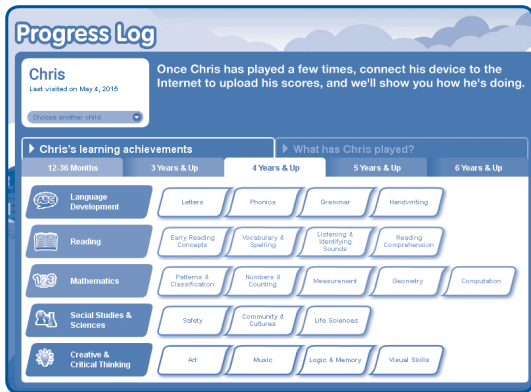 Progress Log
Chris
Last visited on May 4, 2015
Choose another child
Once Chris has played a few times, connect his device to the
Internet to upload his scores, and we'll show you how he's doing.
Chris's learning achievements
What has Chris played?
12-36 Months
3 Years & Up
4 Years & Up
5 Years & Up
6 Years & Up
ABC
Language
Development
Letters
Phonics
Grammar
Handwriting
Reading
Early Reading
Concepts
Vocabulary &
Spelling
Listening &
Identifying
Sounds
Reading
Comprehension
123
Mathematics
Patterns &
Classification
Numbers &
Counting
Measurement
Geometry
Computation
Social Studies &
Sciences
Safety
Community &
Cultures
Life Sciences
Creative &
Critical Thinking
Art
Music
Logic & Memory
Visual Skills